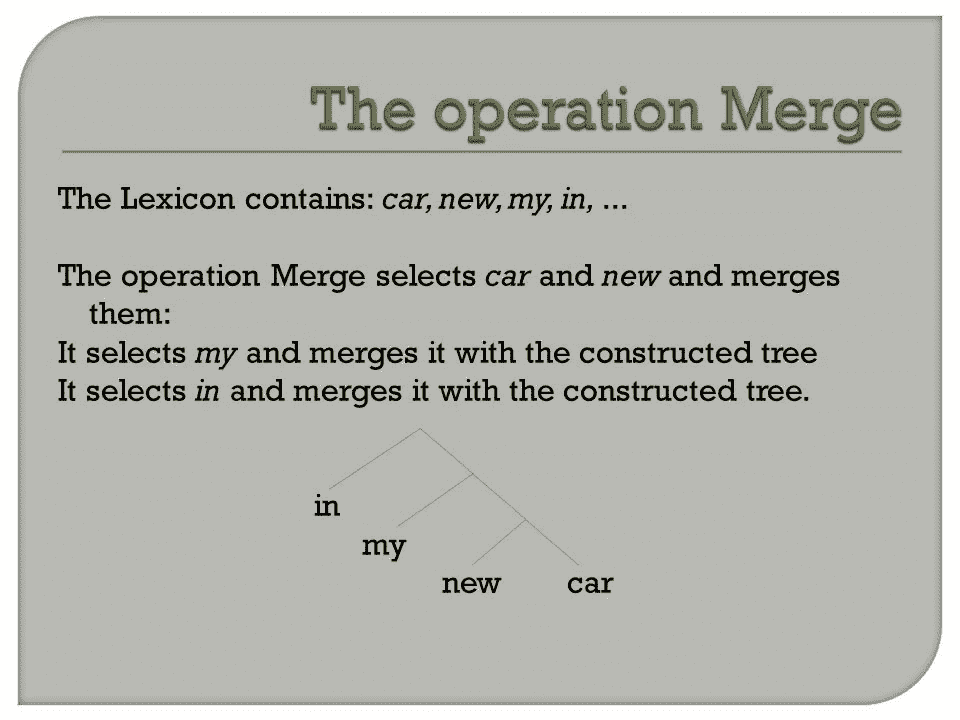 The operation Merge
The Lexicon contains: car, new, my, in, ...
The operation Merge selects car and new and merges
them:
It selects my and merges it with the constructed tree
It selects in and merges it with the constructed tree.
in
my
new car